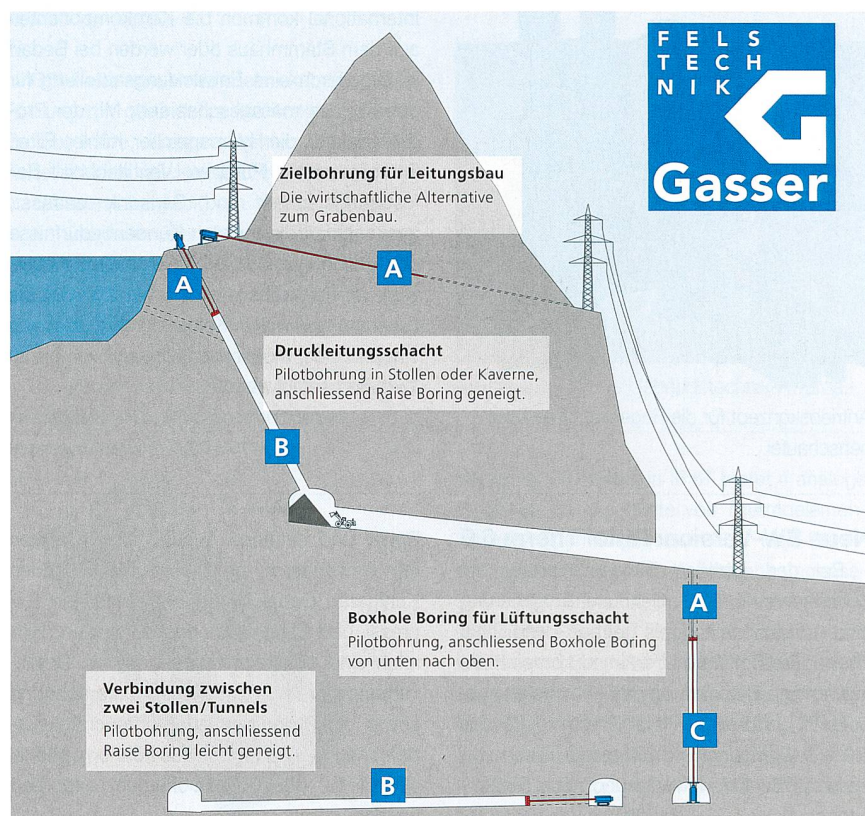 FELS
TECH
NIK
Gasser
Zielbohrung für Leitungsbau
Die wirtschaftliche Alternative
zum Grabenbau.
A
A
Druckleitungsschacht
Pilotbohrung in Stollen oder Kaverne,
anschliessend Raise Boring geneigt.
B
A
Boxhole Boring für Lüftungsschacht
Pilotbohrung, anschliessend Boxhole Boring
von unten nach oben.
Verbindung zwischen
zwei Stollen/Tunnels
Pilotbohrung, anschliessend
Raise Boring leicht geneigt.
C
B